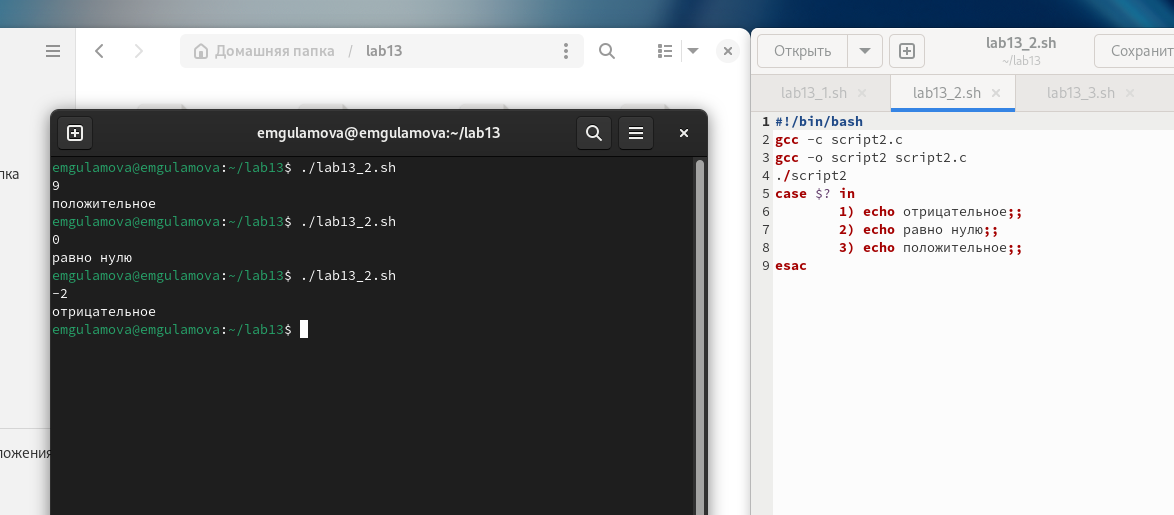 Домашняя папка / lab13
Открыть
lab13_2.sh
~/lab13
lab13_1.sh
lab13_2.sh
lab13_3.sh
emgulamova@emgulamova:~/lab13
emgulamova@emgulamova:~/lab13$ ./lab13_2.sh
9
положительное
emgulamova@emgulamova:~/lab13$ ./lab13_2.sh
0
равно нулю
emgulamova@emgulamova:~/lab13$ ./lab13_2.sh
-2
отрицательное
emgulamova@emgulamova:~/lab13$
1 #!/bin/bash
2 gcc -c script2.c
3 gcc -o script2 script2.c
4 ./script2
5 case $? in
6 1) echo отрицательное;;
7 2) echo равно нулю;;
8 3) echo положительное;;
9 esac
Сохранит
пка
ложения